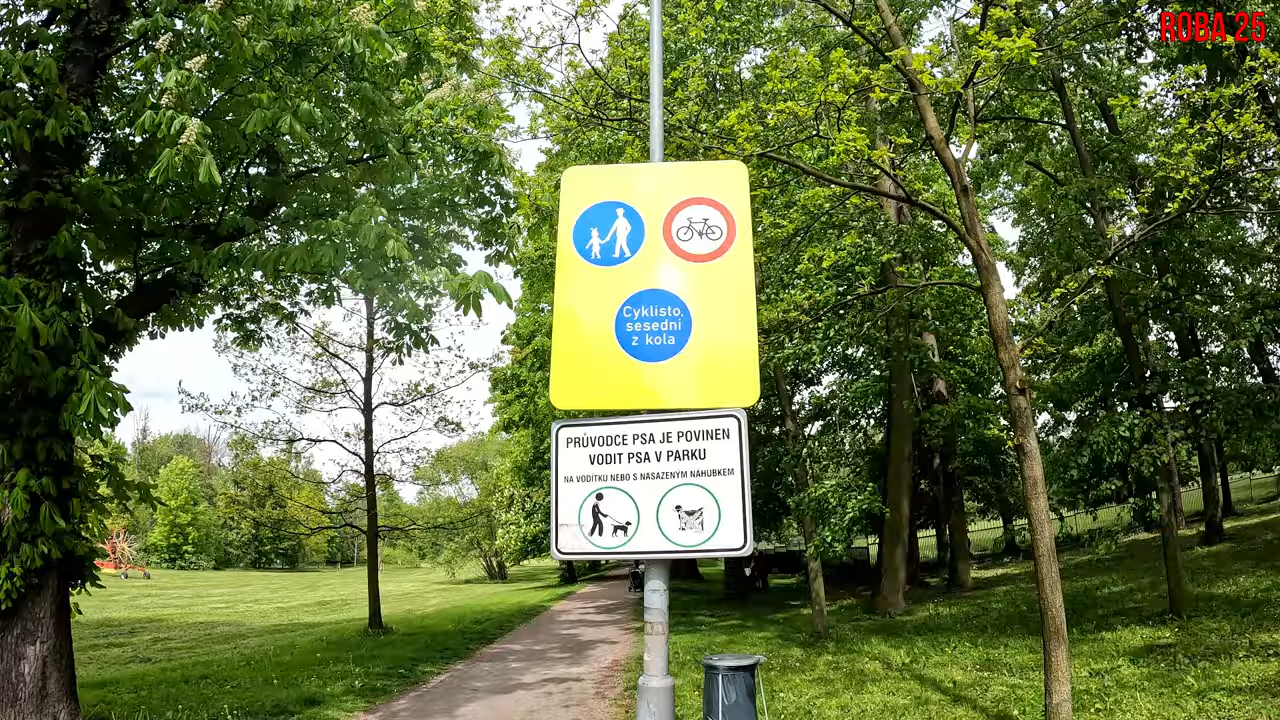 ROBA 25
Cyklisto,
sesedni
z kola
PRŮVODCE PSA JE POVINEN
VODIT PSA V PARKU
NA VODÍTKU NEBO S NASAZENÝM NÁHUBKEM